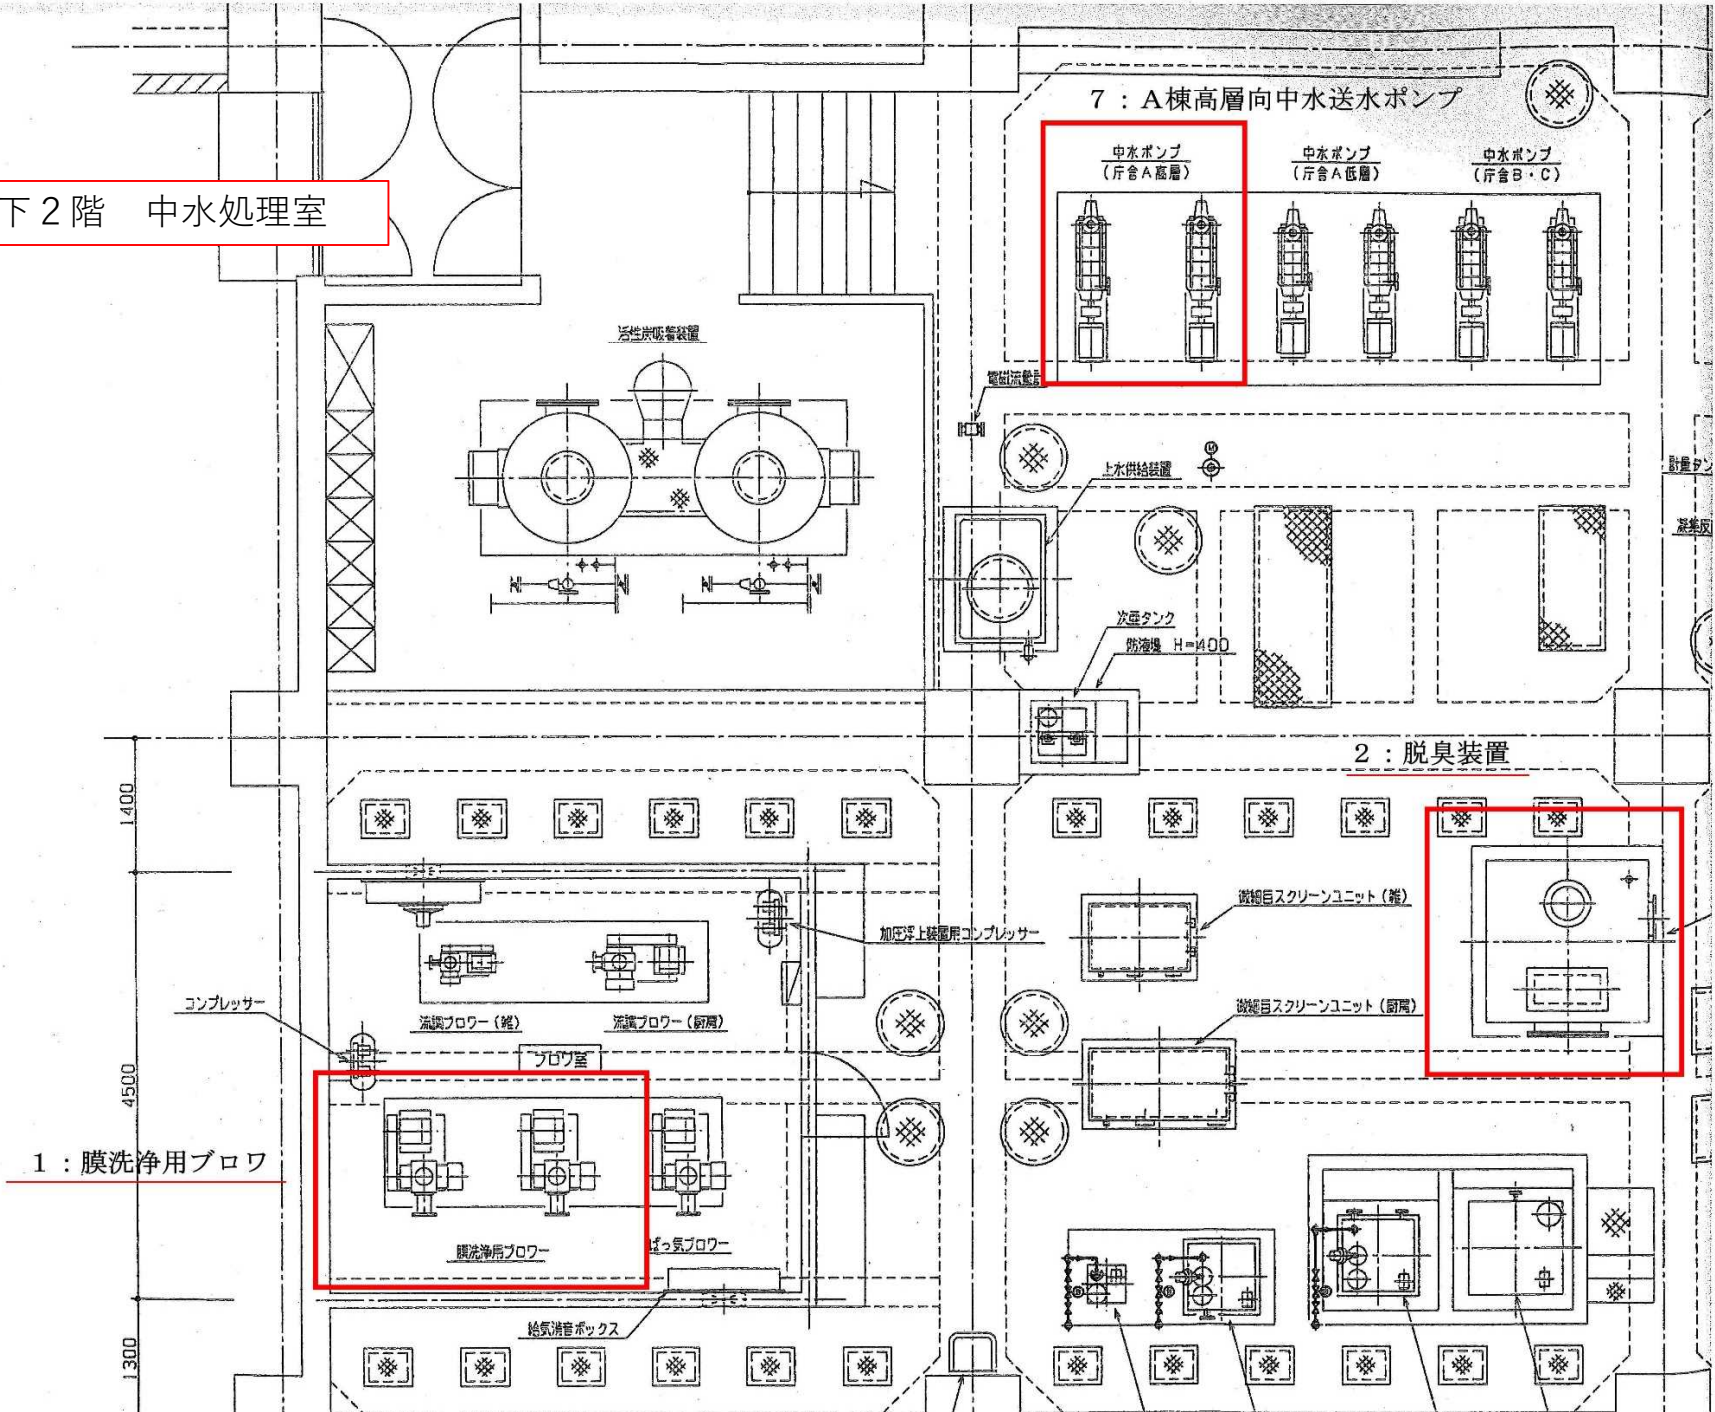 7：A棟高層向中水送水ポンプ
中水ポンプ
（庁舎A高層）
中水ポンプ
（庁舎A低層）
中水ポンプ
（庁舎B・C）
下２階　中水処理室
活性炭吸着装置
電磁流量計
上水供給装置
計量タン
凝集反
次亜タンク
防液堤 H=400
2：脱臭装置
1400
微細目スクリーンユニット（雑）
加圧浮上装置用コンプレッサー
コンプレッサー
流調ブロワー（雑）
流調ブロワー（厨房）
微細目スクリーンユニット（厨房）
ブロワ室
4500
1：膜洗浄用ブロワ
膜洗浄用ブロワー
ばっ気ブロワー
給気消音ボックス
1300